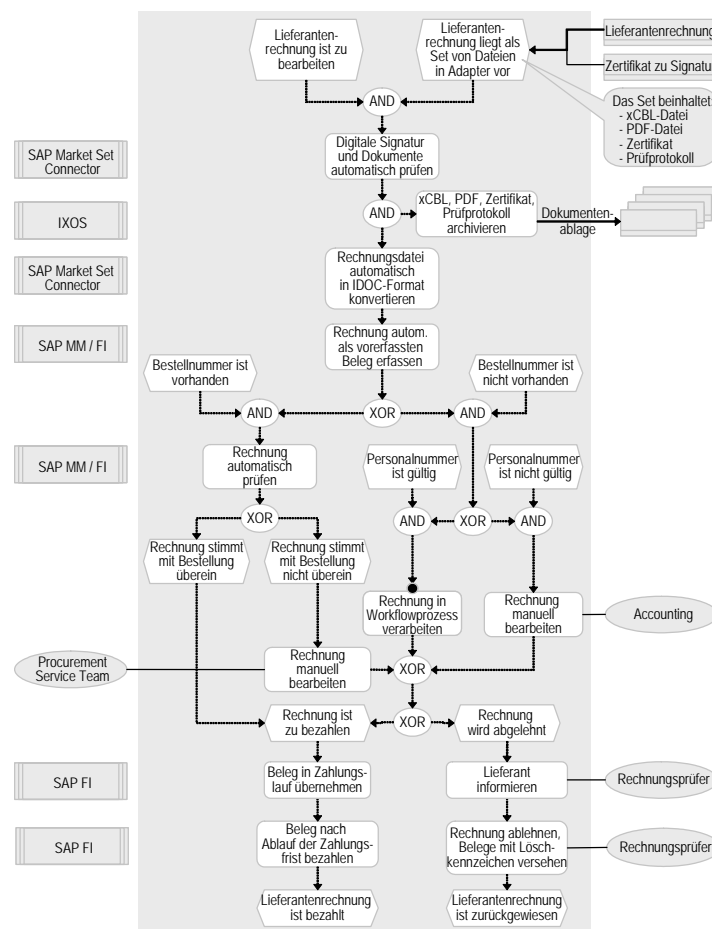 Lieferanten-
rechnung ist zu
bearbeiten
Lieferanten-
rechnung liegt als
Set von Dateien
in Adapter vor
Lieferantenrechnung
Zertifikat zu Signatur
Das Set beinhaltet:
- xCBL-Datei
- PDF-Datei
- Zertifikat
- Prüfprotokoll
AND
SAP Market Set
Connector
Digitale Signatur
und Dokumente
automatisch prüfen
IXOS
AND
xCBL, PDF, Zertifikat,
Prüfprotokoll
archivieren
Dokumenten-
ablage
SAP Market Set
Connector
Rechnungsdatei
automatisch
in IDOC-Format
konvertieren
SAP MM / FI
Rechnung autom.
als vorerfassten
Beleg erfassen
Bestellnummer ist
vorhanden
Bestellnummer ist
nicht vorhanden
AND
XOR
AND
SAP MM / FI
Rechnung
automatisch
prüfen
Personalnummer
ist gültig
Personalnummer
ist nicht gültig
XOR
AND
XOR
AND
Rechnung stimmt
mit Bestellung
überein
Rechnung stimmt
mit Bestellung
nicht überein
Rechnung in
Workflowprozess
verarbeiten
Rechnung
manuell
bearbeiten
Accounting
Procurement
Service Team
Rechnung
manuell
bearbeiten
XOR
Rechnung ist
zu bezahlen
XOR
Rechnung
wird abgelehnt
SAP FI
Beleg in Zahlungs-
lauf übernehmen
Lieferant
informieren
Rechnungsprüfer
SAP FI
Beleg nach
Ablauf der Zahlungs-
frist bezahlen
Rechnung ablehnen,
Belege mit Lösch-
kennzeichen versehen
Rechnungsprüfer
Lieferantenrechnung
ist bezahlt
Lieferantenrechnung
ist zurückgewiesen